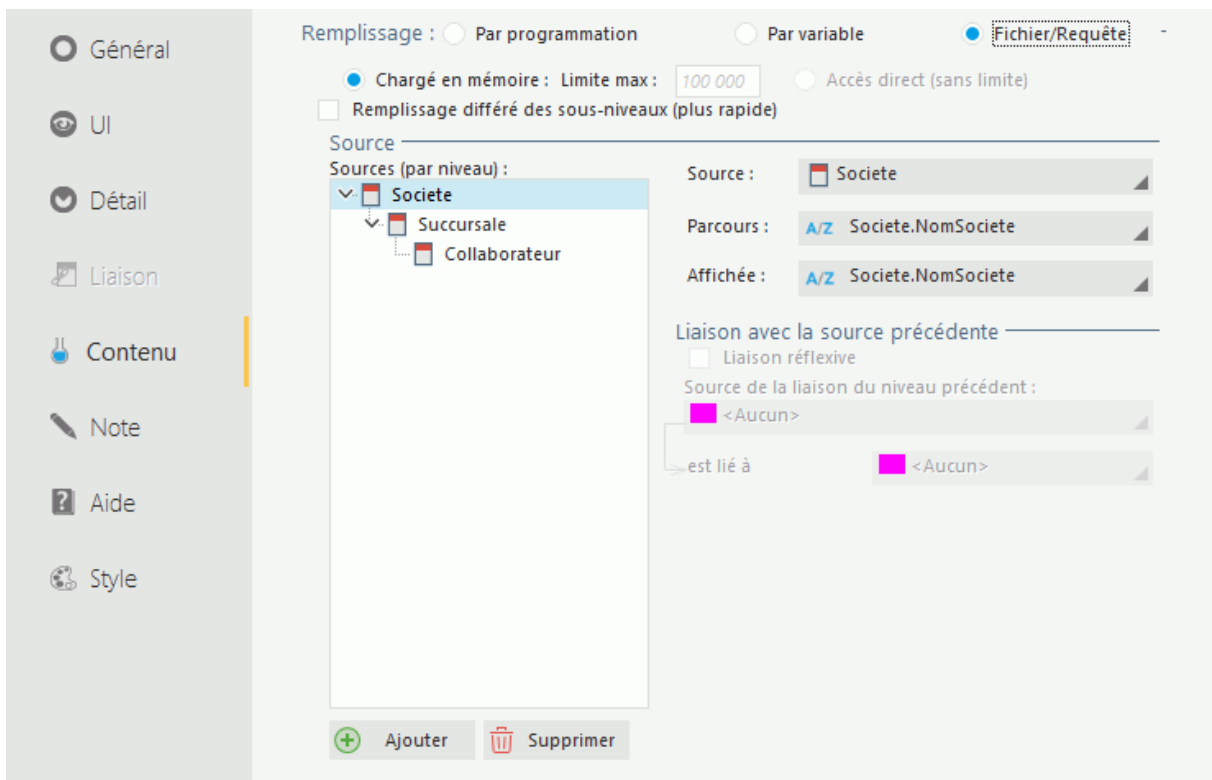 Général
UI
Détail
Liaison
Contenu
Note
Aide
Style
Remplissage : Par programmation Par variable Fichier/Requête -
Chargé en mémoire : Limite max : 100 000 Accès direct (sans limite)
Remplissage différé des sous-niveaux (plus rapide)
Source
Sources (par niveau) :
Societe
Succursale
Collaborateur
Source : Societe
Parcours : A/Z Societe.NomSociete
Affichée : A/Z Societe.NomSociete
Liaison avec la source précédente
Liaison réflexive
Source de la liaison du niveau précédent :
<Aucun>
est lié à <Aucun>
Ajouter Supprimer